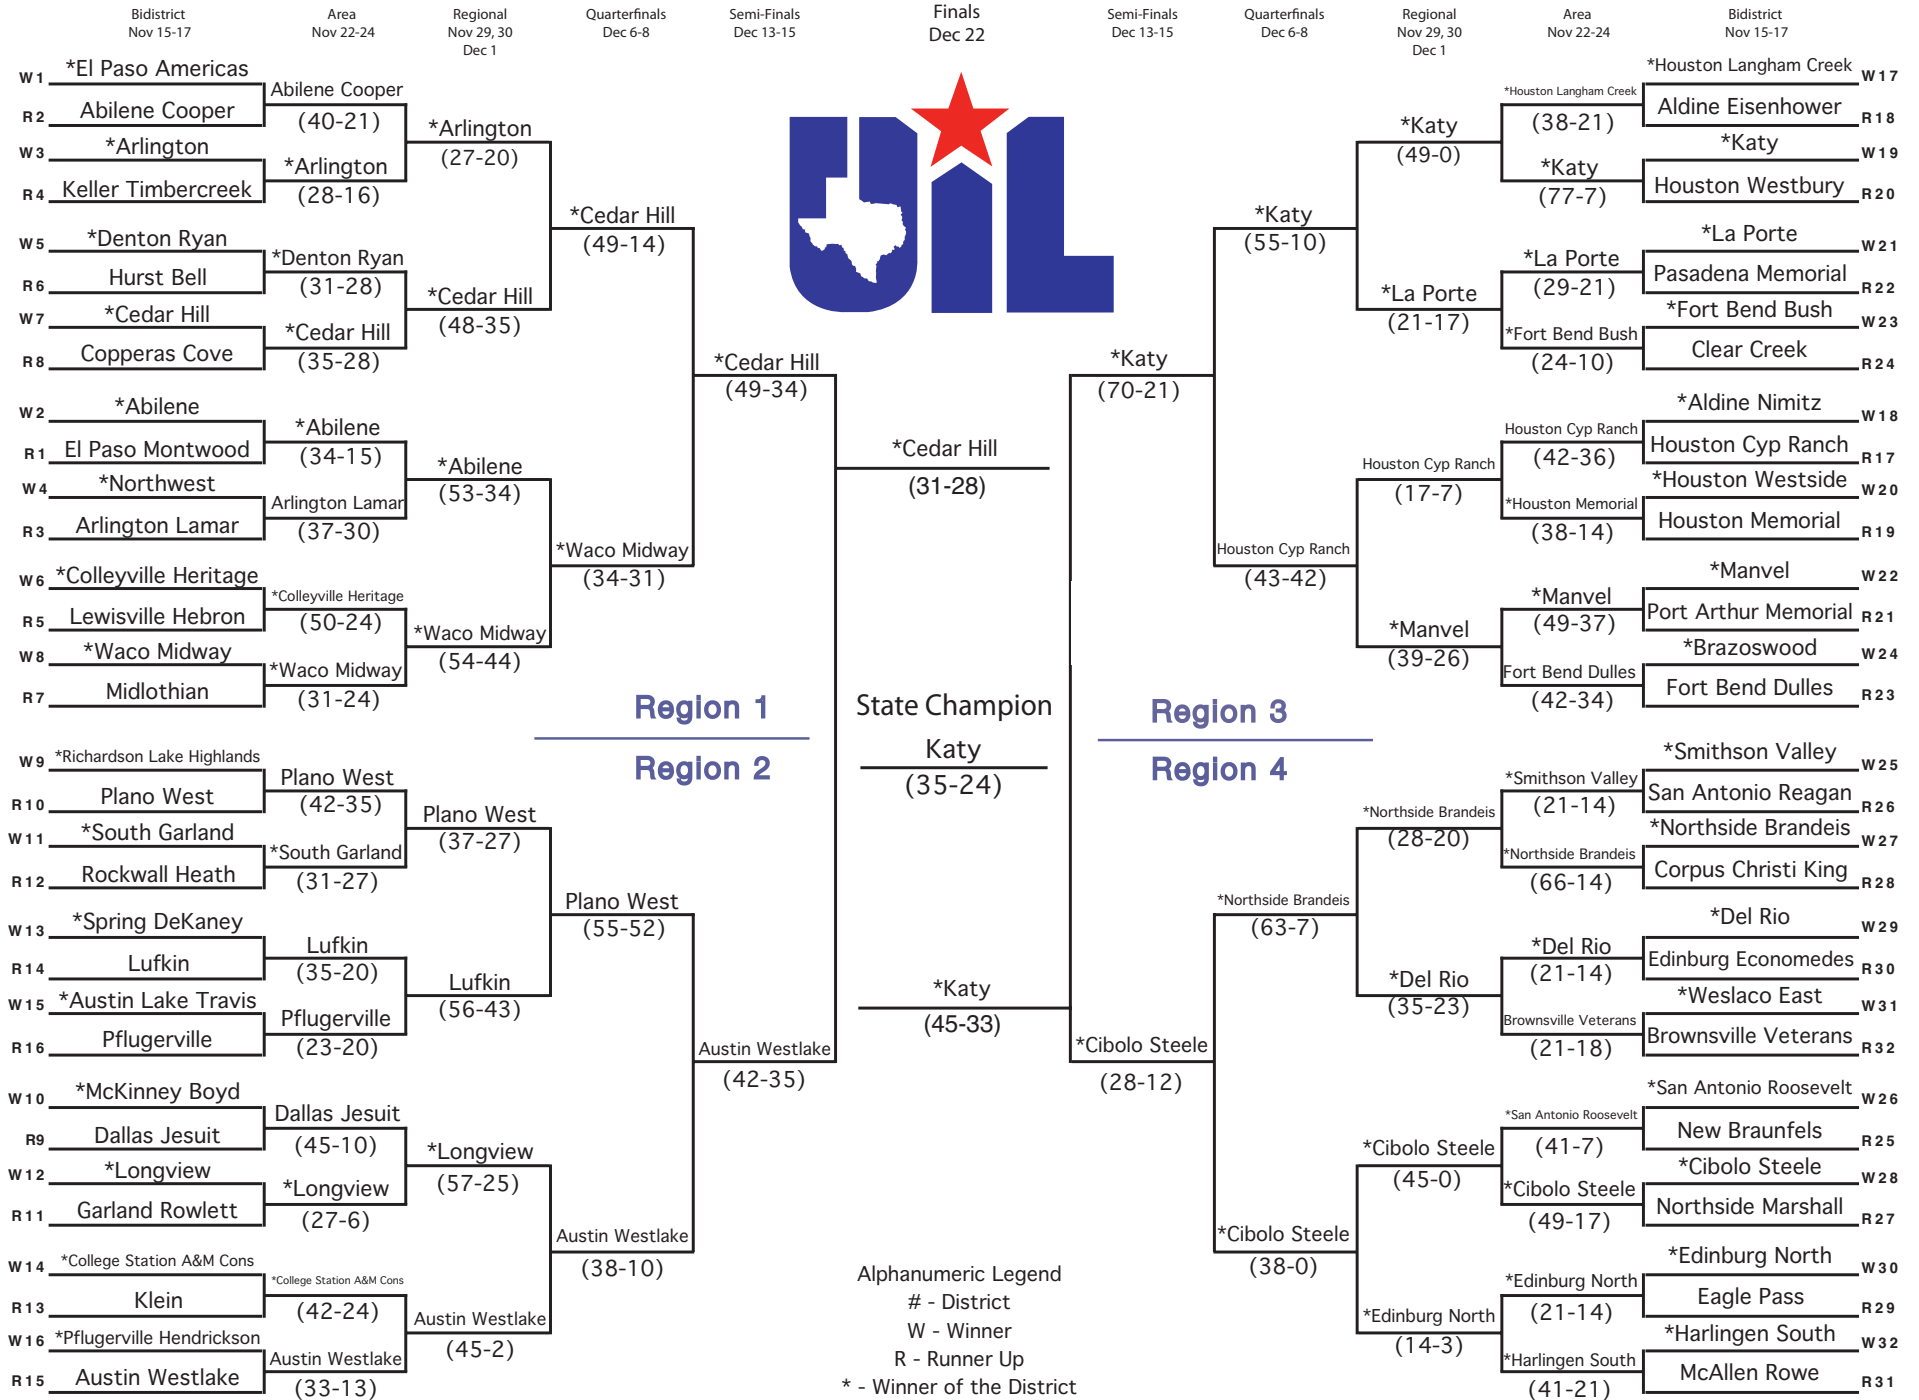 Bidistrict
Nov 15-17
Area
Nov 22-24
Regional
Nov 29, 30
Dec 1
Quarterfinals
Dec 6-8
Semi-Finals
Dec 13-15
Finals
Dec 22
Semi-Finals
Dec 13-15
Quarterfinals
Dec 6-8
Regional
Nov 29, 30
Dec 1
Area
Nov 22-24
Bidistrict
Nov 15-17
UIL
W1 *El Paso Americas
R2 Abilene Cooper
W3 *Arlington
R4 Keller Timbercreek
W5 *Denton Ryan
R6 Hurst Bell
W7 *Cedar Hill
R8 Copperas Cove
W2 *Abilene
R1 El Paso Montwood
W4 *Northwest
R3 Arlington Lamar
W6 *Colleyville Heritage
R5 Lewisville Hebron
W8 *Waco Midway
R7 Midlothian
W9 *Richardson Lake Highlands
R10 Plano West
W11 *South Garland
R12 Rockwall Heath
W13 *Spring DeKaney
R14 Lufkin
W15 *Austin Lake Travis
R16 Pflugerville
W10 *McKinney Boyd
R9 Dallas Jesuit
W12 *Longview
R11 Garland Rowlett
W14 *College Station A&M Cons
R13 Klein
W16 *Pflugerville Hendrickson
R15 Austin Westlake
Abilene Cooper
(40-21)
*Arlington
(28-16)
*Denton Ryan
(31-28)
*Cedar Hill
(35-28)
*Abilene
(34-15)
Arlington Lamar
(37-30)
*Colleyville Heritage
(50-24)
*Waco Midway
(31-24)
Plano West
(42-35)
*South Garland
(31-27)
Lufkin
(35-20)
Pflugerville
(23-20)
Dallas Jesuit
(45-10)
*Longview
(27-6)
*College Station A&M Cons
(42-24)
Austin Westlake
(33-13)
*Arlington
(27-20)
*Cedar Hill
(48-35)
*Abilene
(53-34)
*Waco Midway
(54-44)
Plano West
(37-27)
Lufkin
(56-43)
*Longview
(57-25)
Austin Westlake
(45-2)
*Cedar Hill
(49-14)
*Waco Midway
(34-31)
Plano West
(55-52)
Austin Westlake
(38-10)
*Cedar Hill
(49-34)
Austin Westlake
(42-35)
Region 1
Region 2
*Cedar Hill
(31-28)
State Champion
Katy
(35-24)
*Katy
(45-33)
Alphanumeric Legend
# - District
W - Winner
R - Runner Up
* - Winner of the District
Region 3
Region 4
*Katy
(70-21)
*Cibolo Steele
(28-12)
*Katy
(55-10)
Houston Cyp Ranch
(43-42)
*Northside Brandeis
(63-7)
*Cibolo Steele
(38-0)
*Katy
(49-0)
*La Porte
(21-17)
Houston Cyp Ranch
(17-7)
*Manvel
(39-26)
*Northside Brandeis
(28-20)
*Del Rio
(35-23)
*Cibolo Steele
(45-0)
*Edinburg North
(14-3)
*Houston Langham Creek
(38-21)
*Katy
(77-7)
*La Porte
(29-21)
*Fort Bend Bush
(24-10)
Houston Cyp Ranch
(42-36)
*Houston Memorial
(38-14)
*Manvel
(49-37)
Fort Bend Dulles
(42-34)
*Smithson Valley
(21-14)
*Northside Brandeis
(66-14)
*Del Rio
(21-14)
Brownsville Veterans
(21-18)
*San Antonio Roosevelt
(41-7)
*Cibolo Steele
(49-17)
*Edinburg North
(21-14)
*Harlingen South
(41-21)
*Houston Langham Creek W17
Aldine Eisenhower R18
*Katy W19
Houston Westbury R20
*La Porte W21
Pasadena Memorial R22
*Fort Bend Bush W23
Clear Creek R24
*Aldine Nimitz W18
Houston Cyp Ranch R17
*Houston Westside W20
Houston Memorial R19
*Manvel W22
Port Arthur Memorial R21
*Brazoswood W24
Fort Bend Dulles R23
*Smithson Valley W25
San Antonio Reagan R26
*Northside Brandeis W27
Corpus Christi King R28
*Del Rio W29
Edinburg Economedes R30
*Weslaco East W31
Brownsville Veterans R32
*San Antonio Roosevelt W26
New Braunfels R25
*Cibolo Steele W28
Northside Marshall R27
*Edinburg North W30
Eagle Pass R29
*Harlingen South W32
McAllen Rowe R31